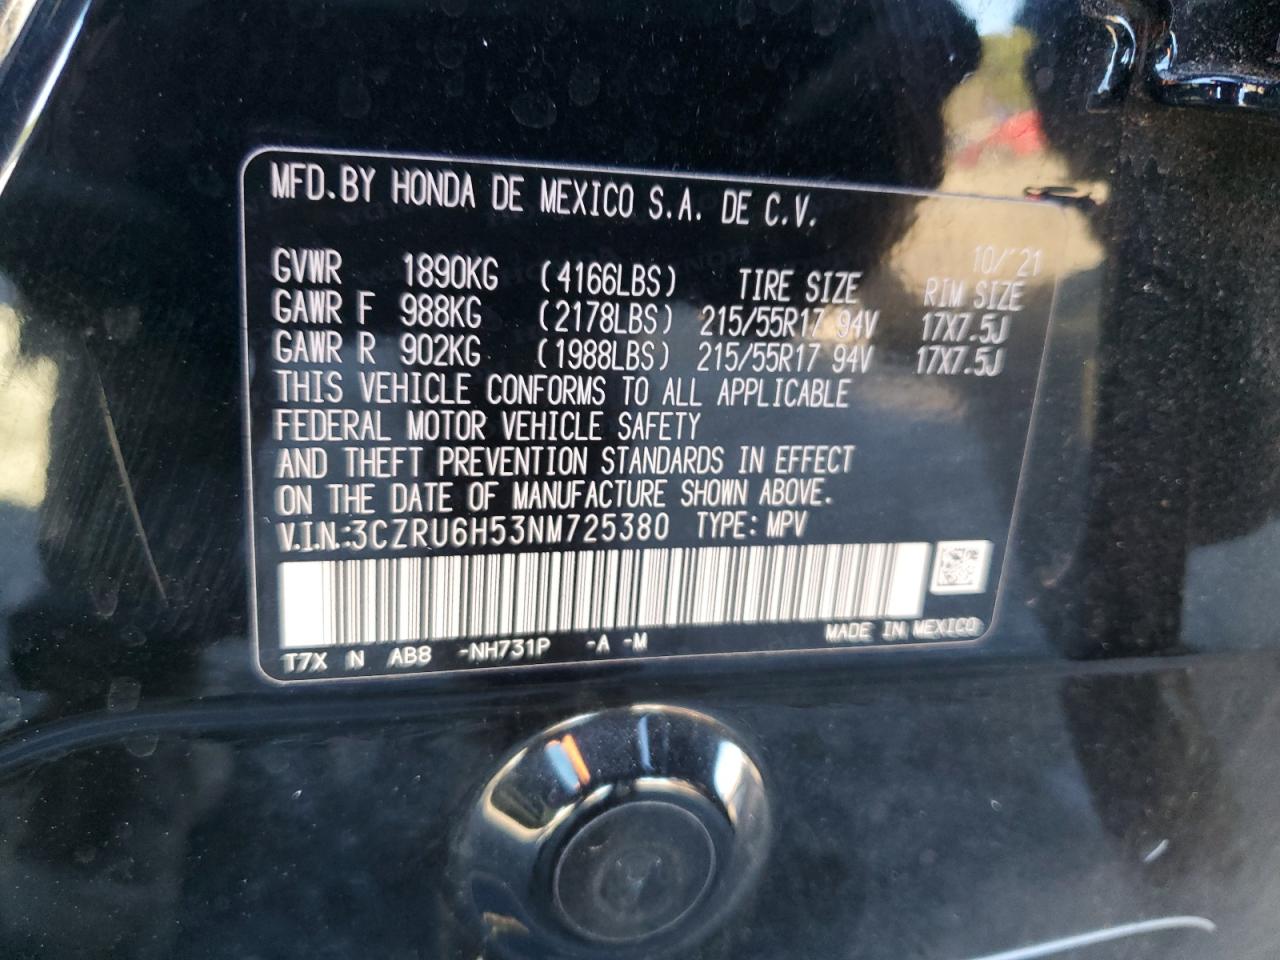 MFD.BY HONDA DE MEXICO S.A. DE C.V.
10/'21
GVWR 1890KG (4166LBS) TIRE SIZE RIM SIZE
GAWR F 988KG (2178LBS) 215/55R17 94V 17X7.5J
GAWR R 902KG (1988LBS) 215/55R17 94V 17X7.5J
THIS VEHICLE CONFORMS TO ALL APPLICABLE
FEDERAL MOTOR VEHICLE SAFETY
AND THEFT PREVENTION STANDARDS IN EFFECT
ON THE DATE OF MANUFACTURE SHOWN ABOVE.
V.I.N.:3CZRU6H53NM725380 TYPE: MPV
T7X N AB8 -NH731P -A -M MADE IN MEXICO